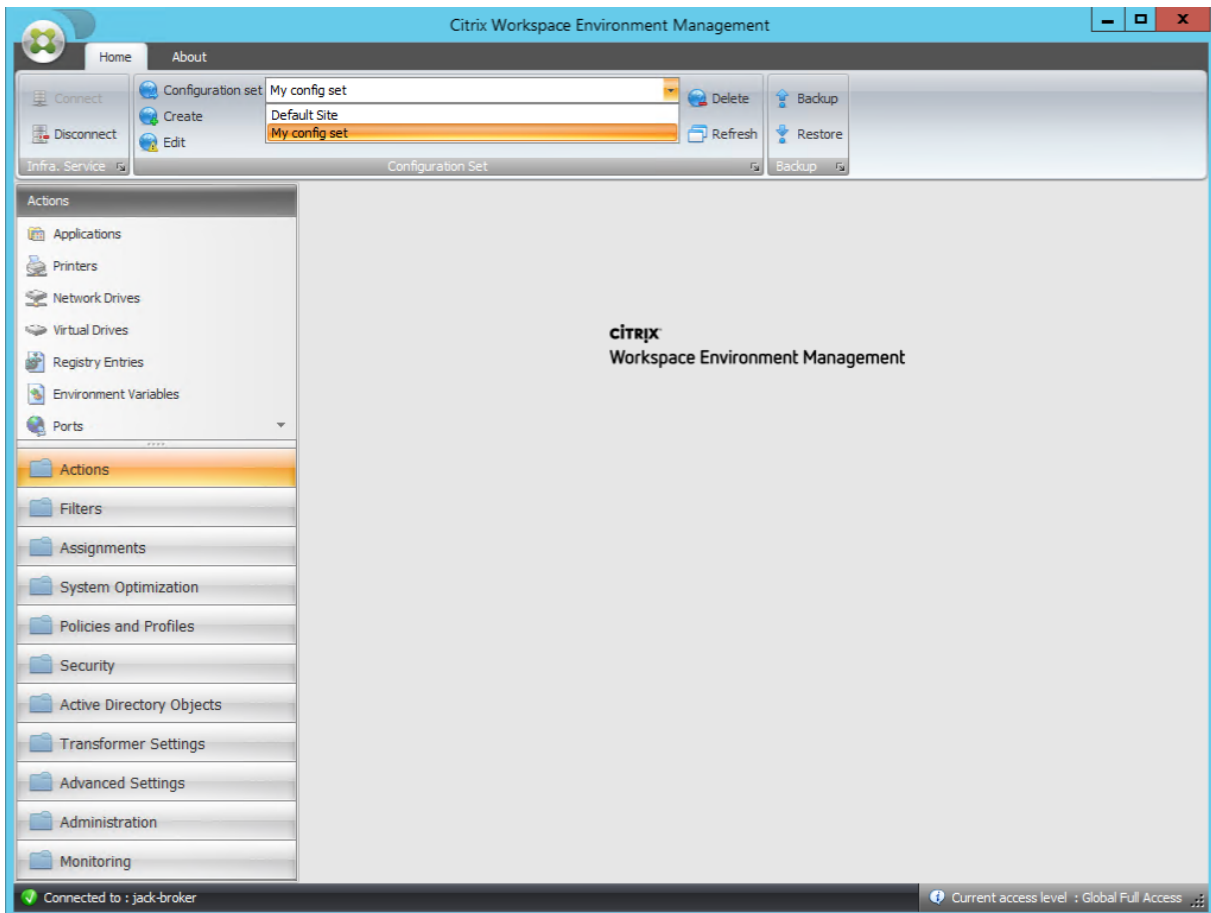 Citrix Workspace Environment Management
Home About
Connect
Disconnect
Infra. Service
Configuration set My config set
Create
Edit
Default Site
My config set
Delete
Refresh
Configuration Set
Backup
Restore
Backup
Actions
Applications
Printers
Network Drives
Virtual Drives
Registry Entries
Environment Variables
Ports
Actions
Filters
Assignments
System Optimization
Policies and Profiles
Security
Active Directory Objects
Transformer Settings
Advanced Settings
Administration
Monitoring
CİTRIX
Workspace Environment Management
Connected to : jack-broker
Current access level : Global Full Access